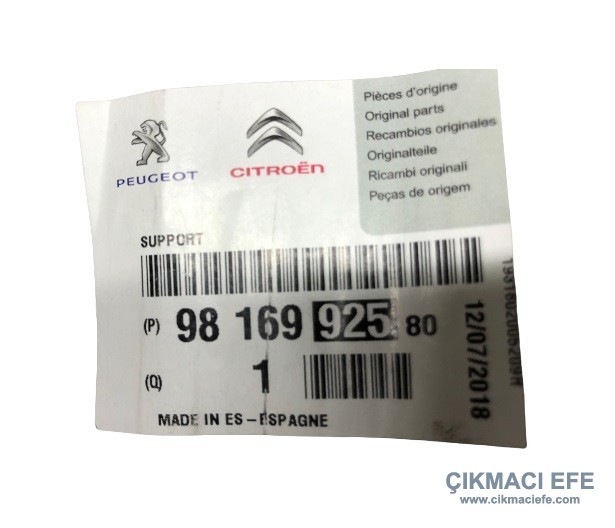 PEUGEOT
CITROËN
Pièces d'origine
Original parts
Recambios originales
Originalteile
Ricambi originali
Peças de origem
SUPPORT
(P) 98 169 925 80
(Q) 1
MADE IN ES-ESPAGNE
12/07/2018
ÇIKMACI EFE
www.cikmaciefe.com